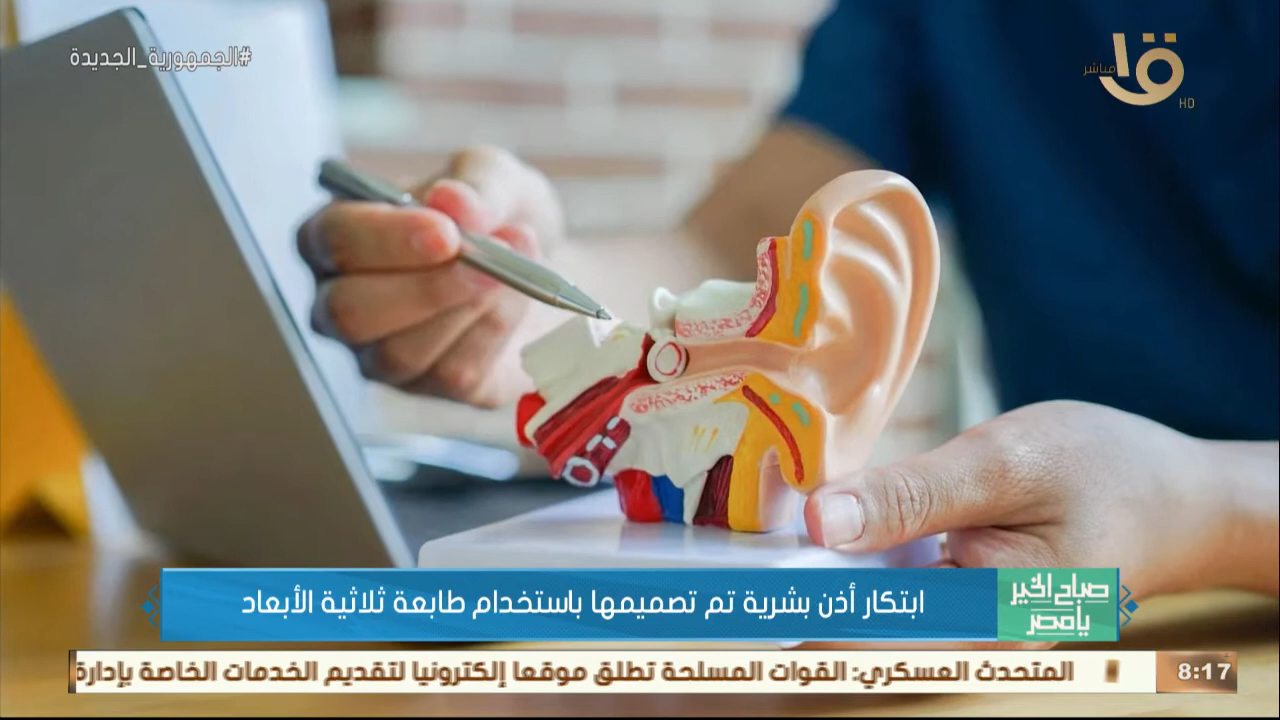 #الجمهورية_الجديدة
مباشر
HD
ابتكار أذن بشرية تم تصميمها باستخدام طابعة ثلاثية الأبعاد
صباح الخير
يا مصر
المتحدث العسكري: القوات المسلحة تطلق موقعا إلكترونيا لتقديم الخدمات الخاصة بإدارة
8:17